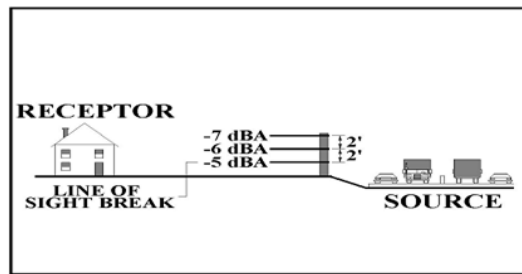 RECEPTOR
-7 dBA
2'
-6 dBA
2'
-5 dBA
LINE OF
SIGHT BREAK
SOURCE